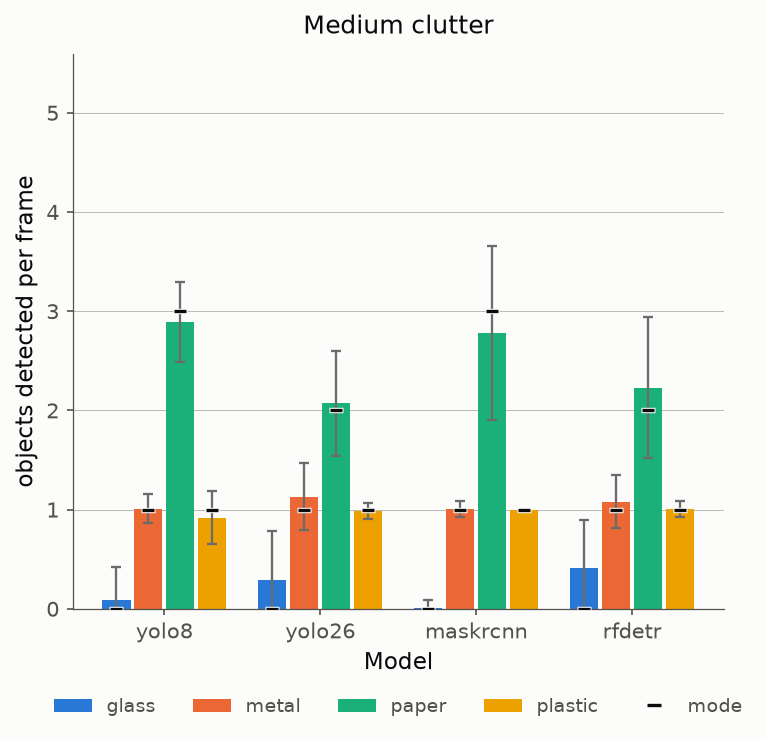 Medium clutter
objects detected per frame
5
4
3
2
1
0
yolo8 yolo26 maskrcnn rfdetr
Model
glass metal paper plastic mode